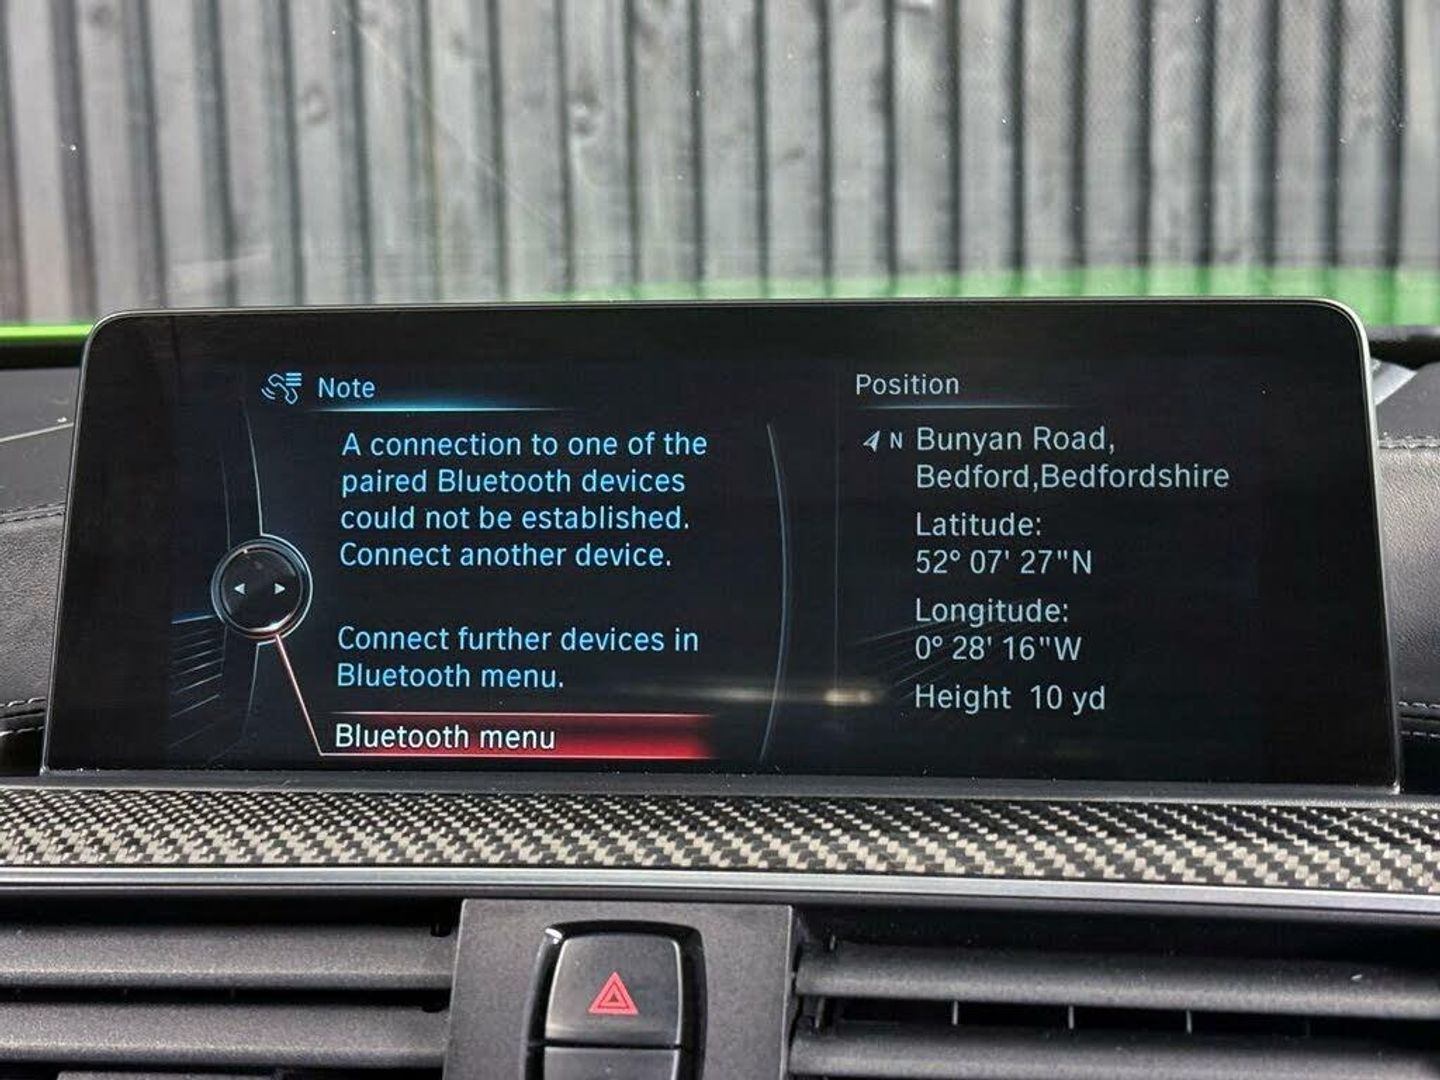 Note
A connection to one of the
paired Bluetooth devices
could not be established.
Connect another device.
Connect further devices in
Bluetooth menu.
Bluetooth menu
Position
N Bunyan Road,
Bedford,Bedfordshire
Latitude:
52° 07' 27"N
Longitude:
0° 28' 16"W
Height 10 yd